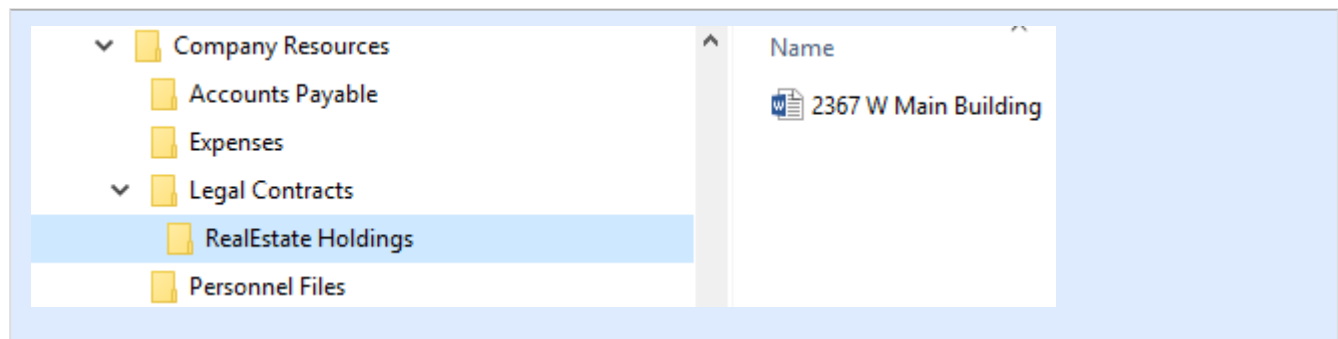 Company Resources
Accounts Payable
Expenses
Legal Contracts
RealEstate Holdings
Personnel Files
Name
2367 W Main Building